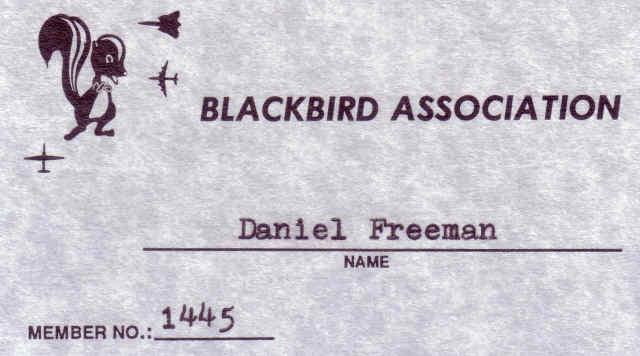 BLACKBIRD ASSOCIATION
Daniel Freeman
NAME
MEMBER NO.: 1445